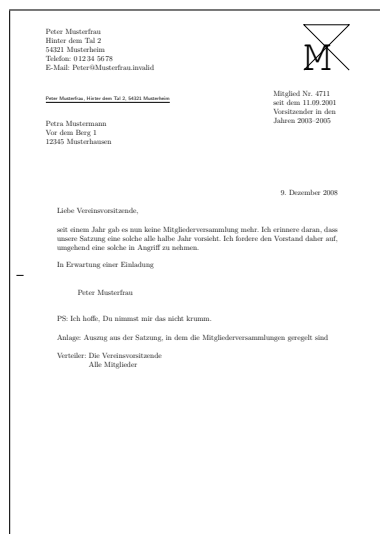 Peter Musterfrau
Hinter dem Tal 2
54321 Musterheim
Telefon: 0 12 34 56 78
E-Mail: Peter@Musterfrau.invalid
M
Peter Musterfrau, Hinter dem Tal 2, 54321 Musterheim
Mitglied Nr. 4711
seit dem 11.09.2001
Vorsitzender in den
Jahren 2003–2005
Petra Mustermann
Vor dem Berg 1
12345 Musterhausen
9. Dezember 2008
Liebe Vereinsvorsitzende,
seit einem Jahr gab es nun keine Mitgliederversammlung mehr. Ich erinnere daran, dass
unsere Satzung eine solche alle halbe Jahr vorsieht. Ich fordere den Vorstand daher auf,
umgehend eine solche in Angriff zu nehmen.
In Erwartung einer Einladung
Peter Musterfrau
PS: Ich hoffe, Du nimmst mir das nicht krumm.
Anlage: Auszug aus der Satzung, in dem die Mitgliederversammlungen geregelt sind
Verteiler: Die Vereinsvorsitzende
Alle Mitglieder